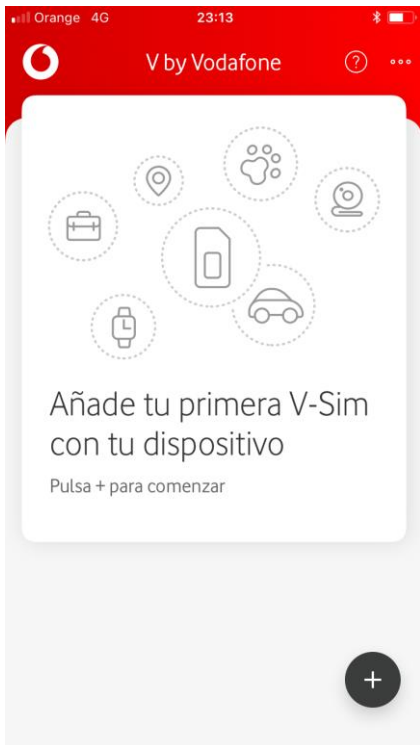 Orange 4G 23:13
V by Vodafone ?
Añade tu primera V-Sim
con tu dispositivo
Pulsa + para comenzar
+